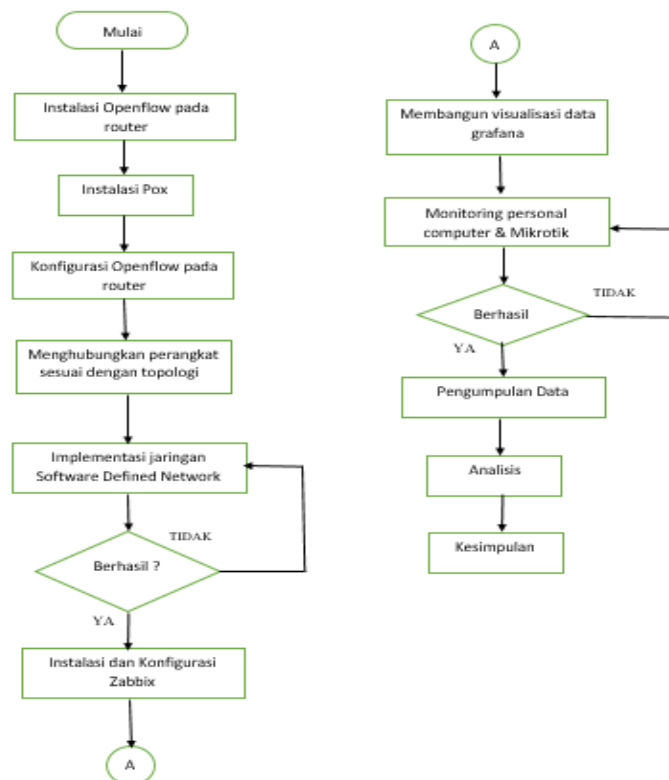 Mulai
Instalasi Openflow pada
router
Instalasi Pox
Konfigurasi Openflow pada
router
Menghubungkan perangkat
sesuai dengan topologi
Implementasi jaringan
Software Defined Network
TIDAK
Berhasil ?
YA
Instalasi dan Konfigurasi
Zabbix
A
A
Membangun visualisasi data
grafana
Monitoring personal
computer & Mikrotik
TIDAK
Berhasil
YA
Pengumpulan Data
Analisis
Kesimpulan